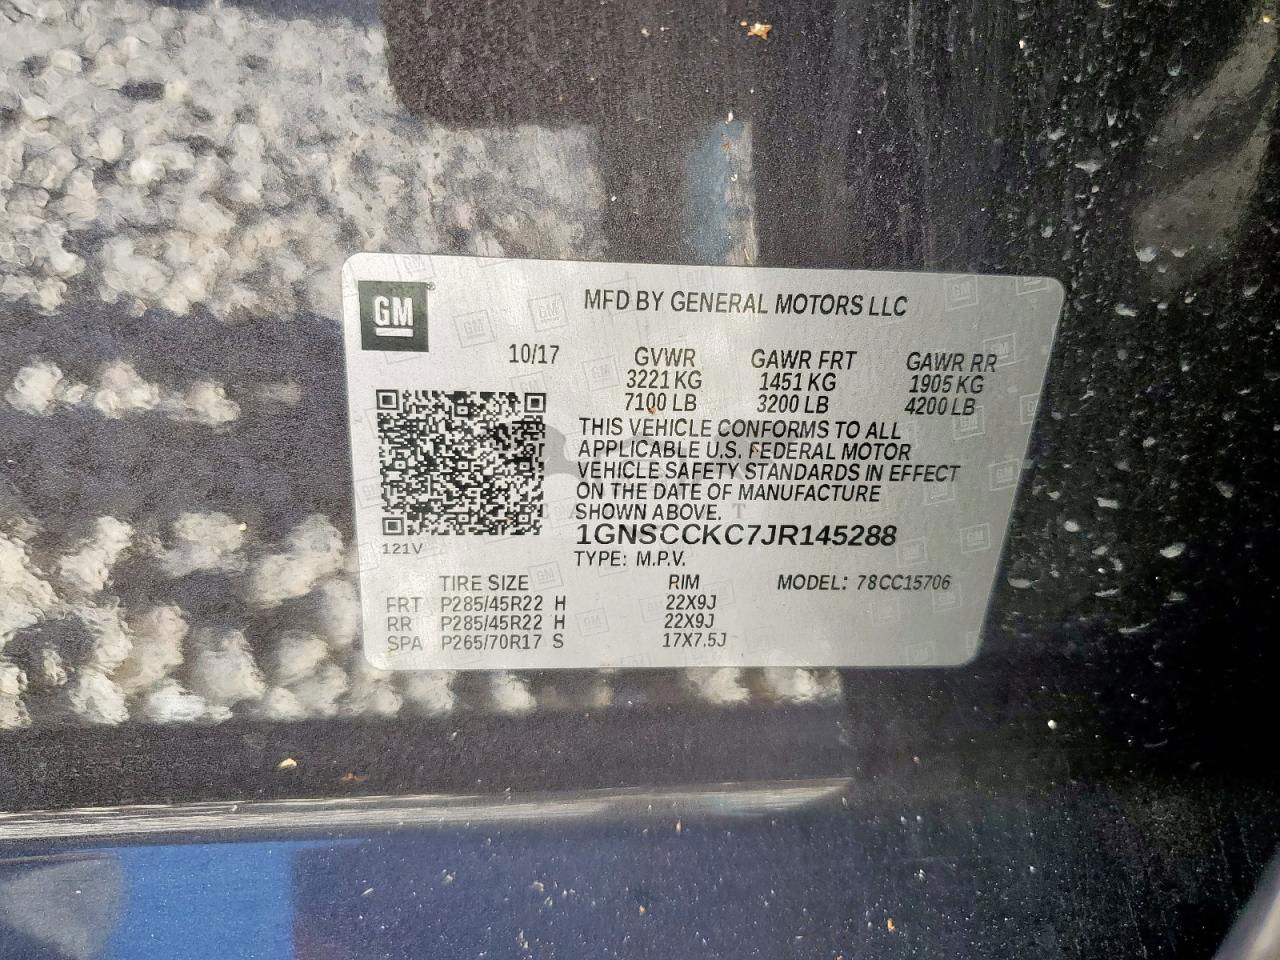 GM
MFD BY GENERAL MOTORS LLC
10/17 GVWR GAWR FRT GAWR RR
3221 KG 1451 KG 1905 KG
7100 LB 3200 LB 4200 LB
THIS VEHICLE CONFORMS TO ALL
APPLICABLE U.S. FEDERAL MOTOR
VEHICLE SAFETY STANDARDS IN EFFECT
ON THE DATE OF MANUFACTURE
SHOWN ABOVE.
1GNSCCKC7JR145288
121V
TYPE: M.P.V.
TIRE SIZE RIM MODEL: 78CC15706
FRT P285/45R22 H 22X9J
RR P285/45R22 H 22X9J
SPA P265/70R17 S 17X7.5J